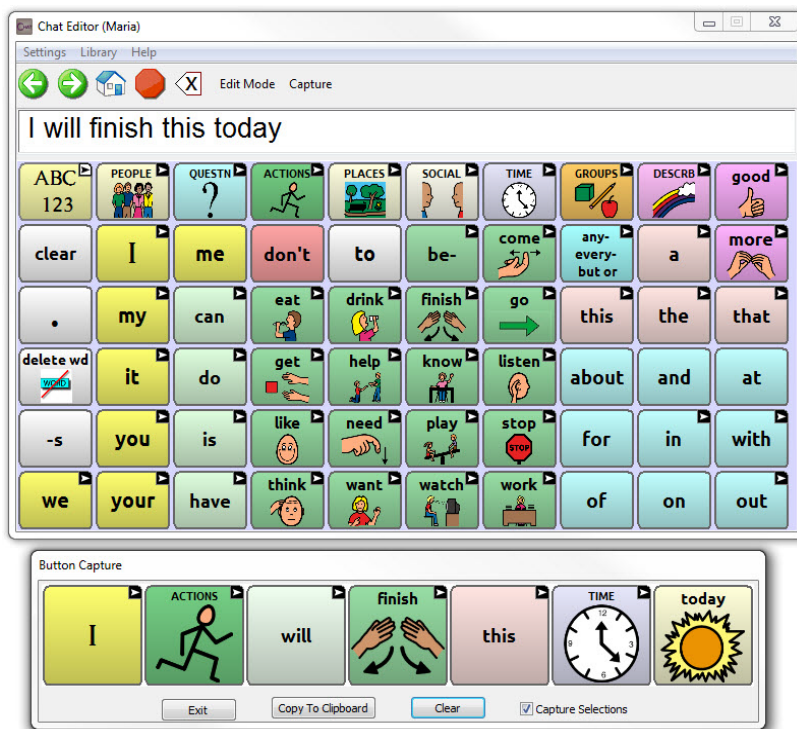 Chat Editor (Maria)
Settings Library Help
Edit Mode Capture
I will finish this today
ABC 123 PEOPLE QUESTN ? ACTIONS PLACES SOCIAL TIME GROUPS DESCRB good
clear I me don't to be- come any- every- but or a more
. my can eat drink finish go this the that
delete wd WORD it do get help know listen about and at
-s you is like need play stop STOP for in with
we your have think want watch work of on out
Button Capture
I ACTIONS will finish this TIME 12 3 6 9 today
Exit Copy To Clipboard Clear Capture Selections